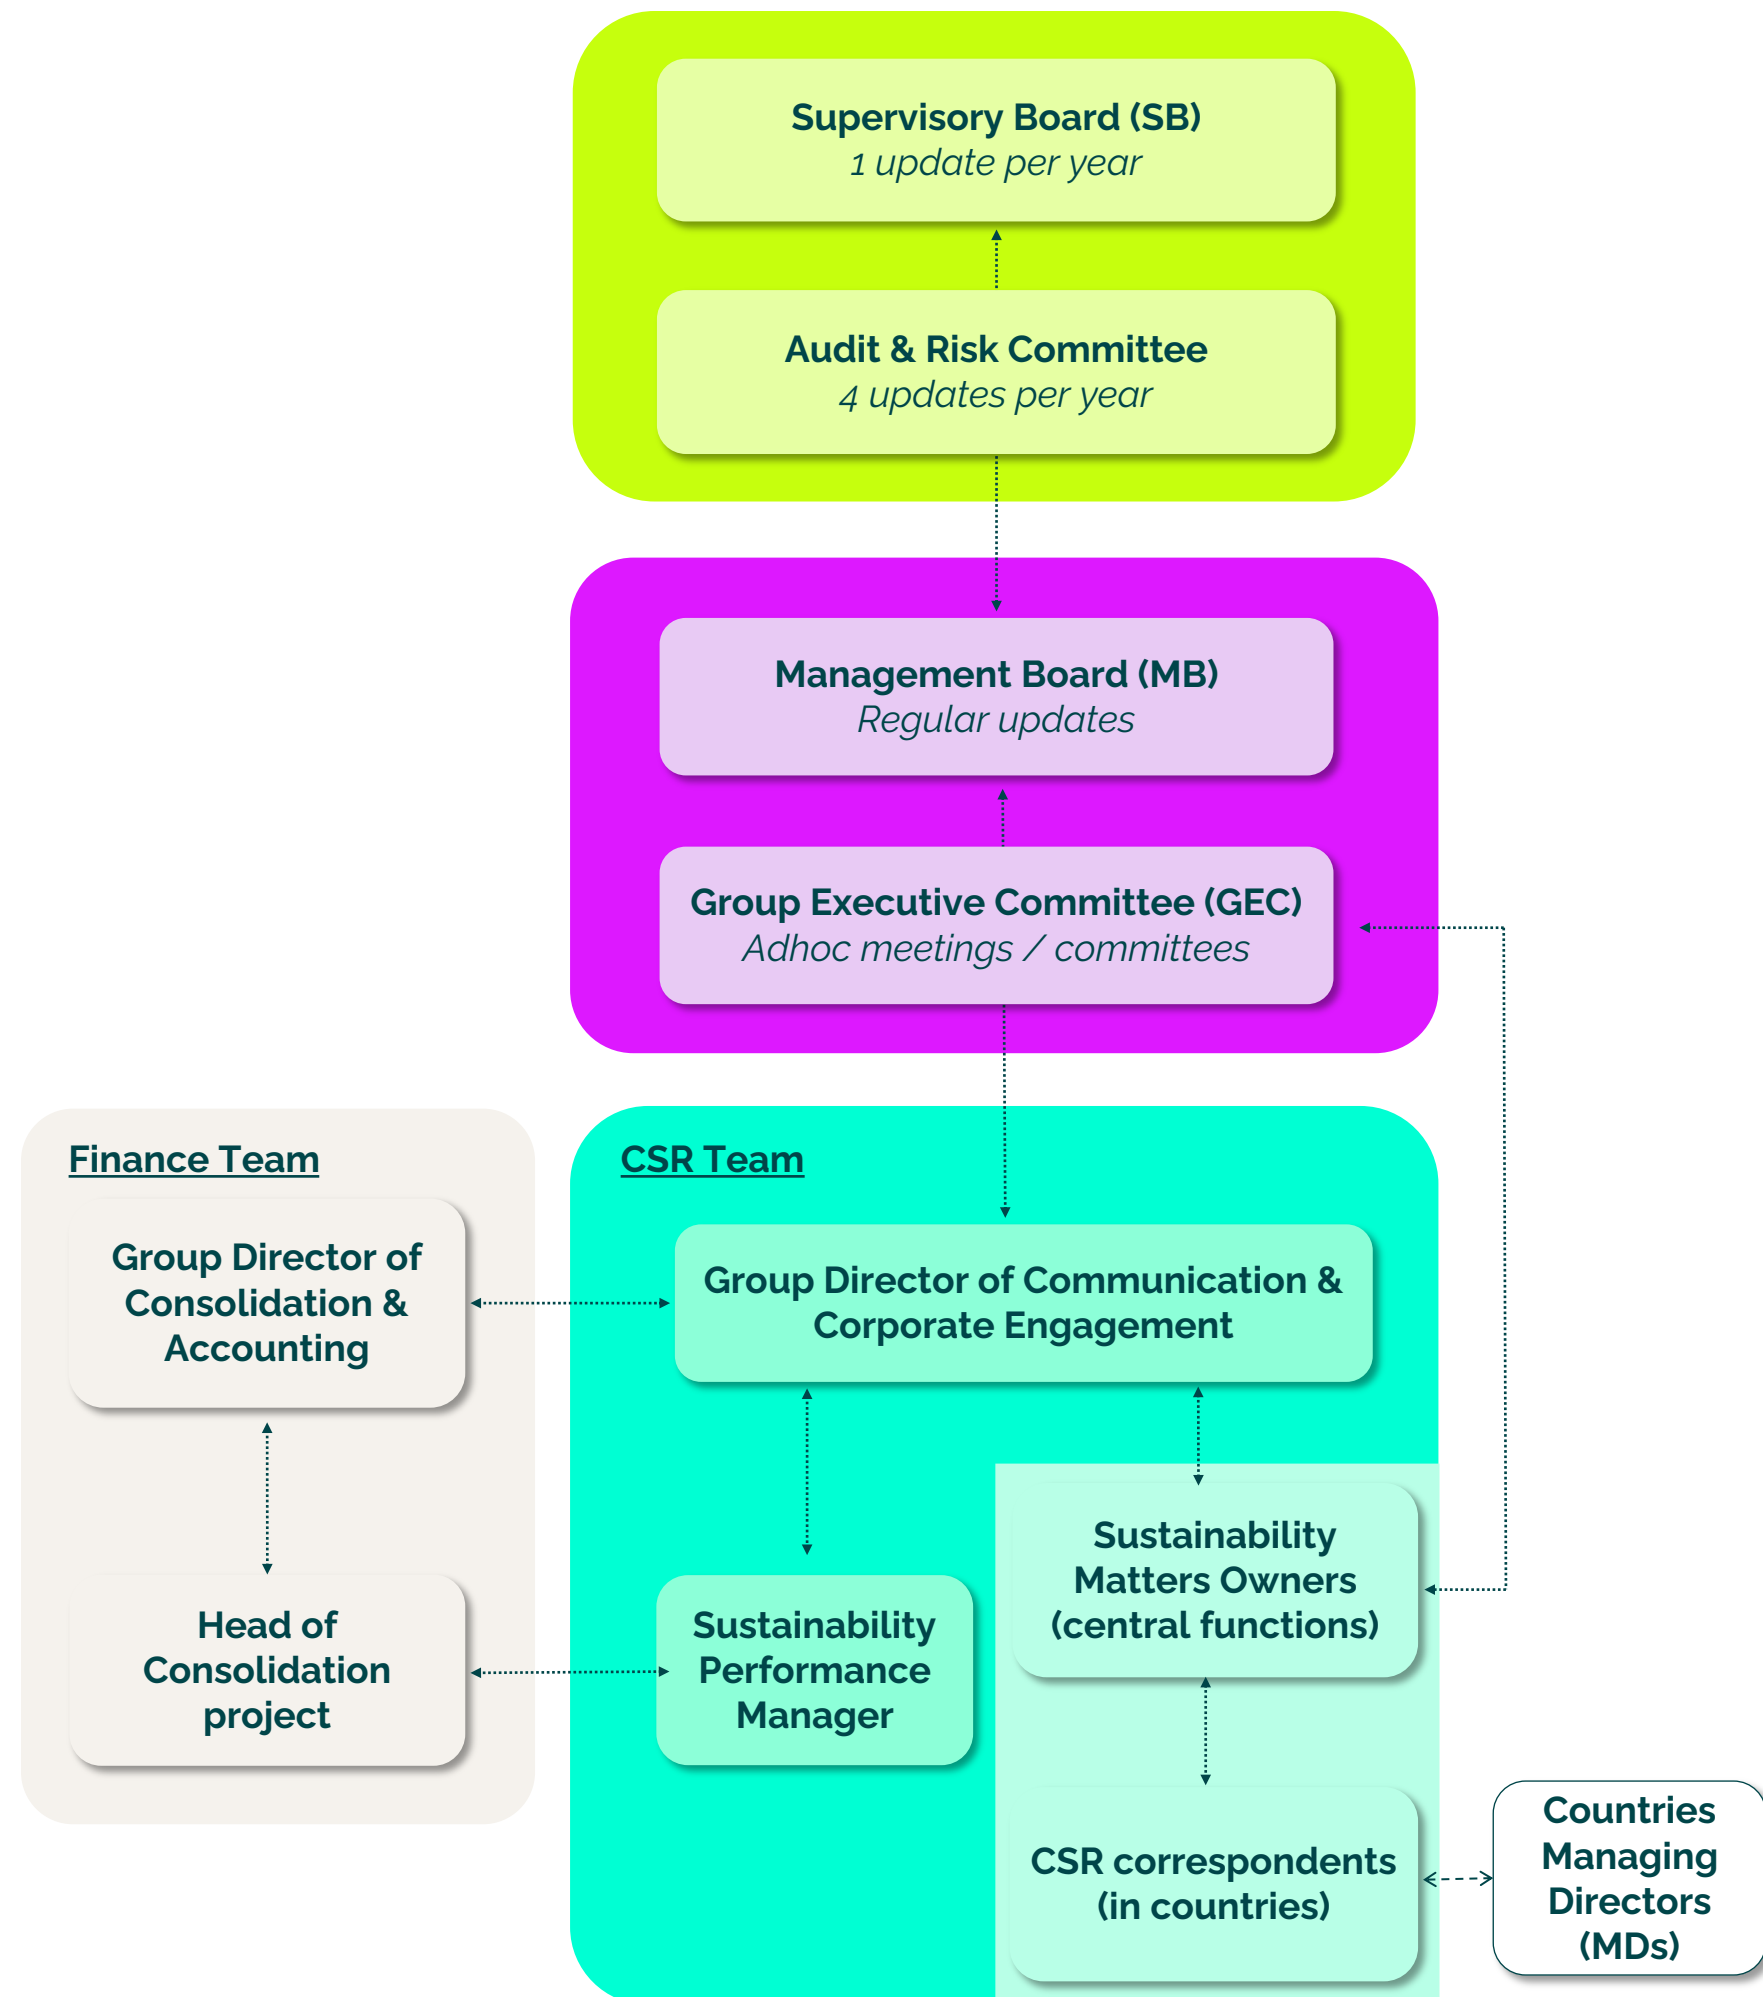 Supervisory Board (SB)
1 update per year
Audit & Risk Committee
4 updates per year
Management Board (MB)
Regular updates
Group Executive Committee (GEC)
Adhoc meetings / committees
Finance Team
Group Director of
Consolidation &
Accounting
Head of
Consolidation
project
CSR Team
Group Director of Communication &
Corporate Engagement
Sustainability
Performance
Manager
Sustainability
Matters Owners
(central functions)
CSR correspondents
(in countries)
Countries
Managing
Directors
(MDs)